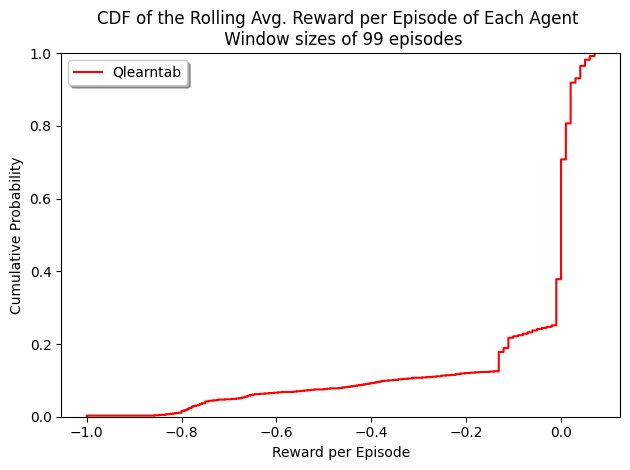 CDF of the Rolling Avg. Reward per Episode of Each Agent
Window sizes of 99 episodes
Qlearntab
1.0
0.8
0.6
0.4
0.2
0.0
Cumulative Probability
−1.0 −0.8 −0.6 −0.4 −0.2 0.0
Reward per Episode